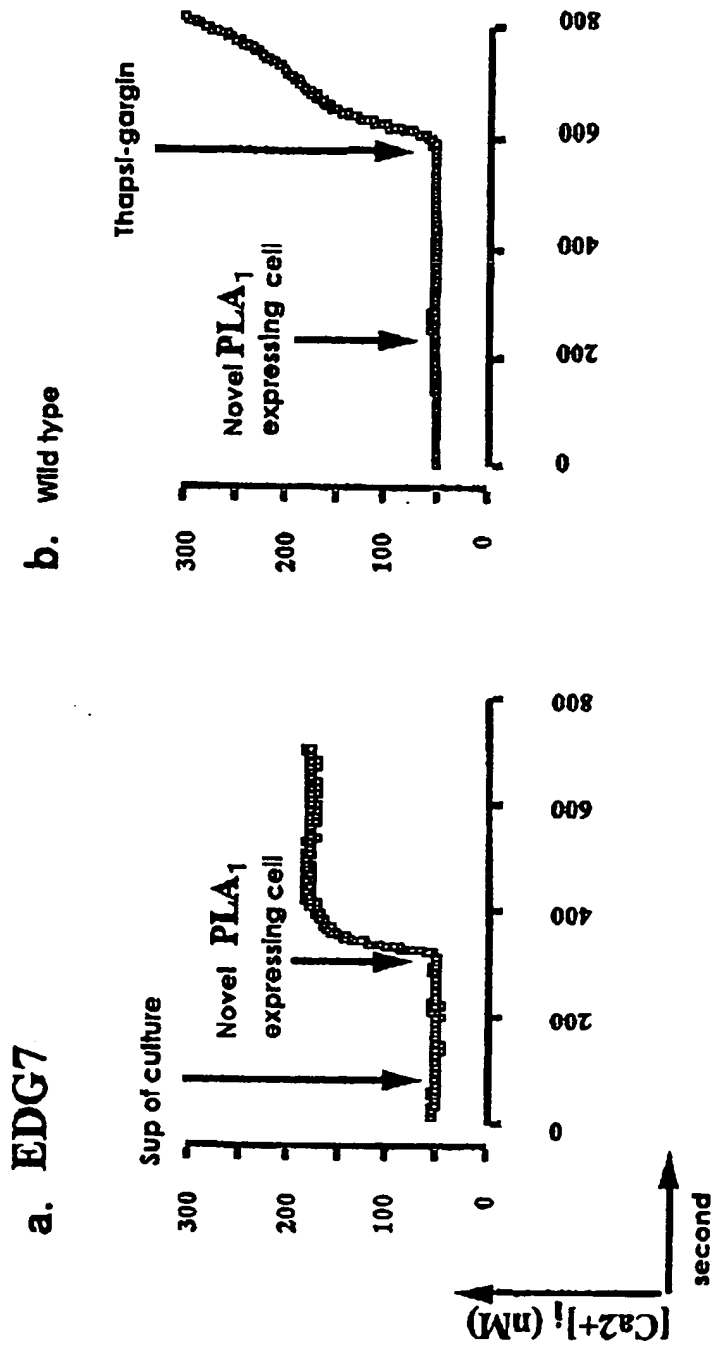 a. EDG7
Sup of culture
Novel PLA₁
expressing cell
300
200
100
0
0
200
400
600
800
[Ca2+]i (nM)
second
b. Wild type
Thapsi-gargin
Novel PLA₁
expressing cell
300
200
100
0
0
200
400
600
800